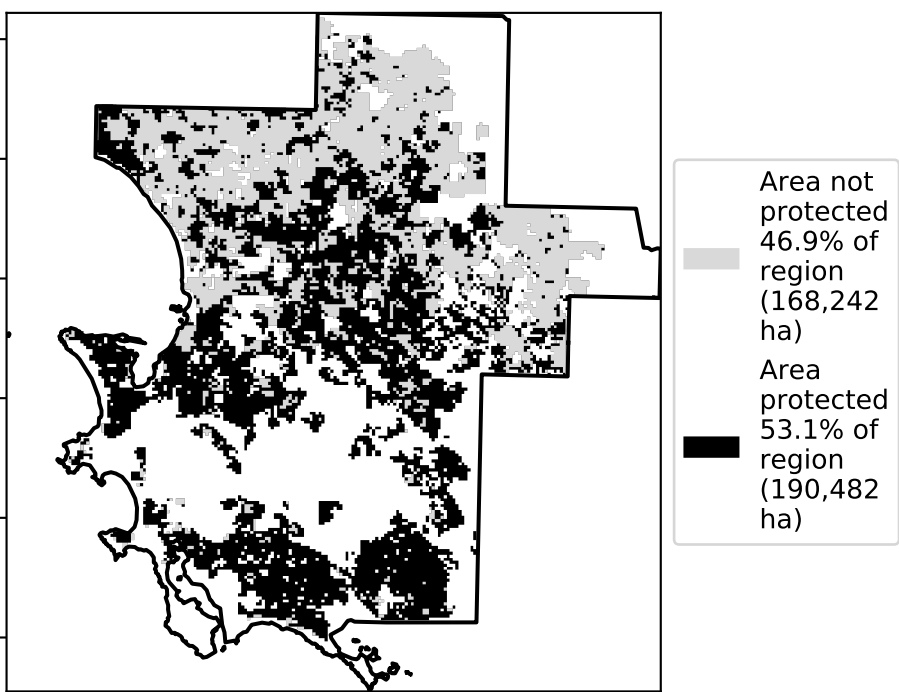 Area not
protected
46.9% of
region
(168,242
ha)
Area
protected
53.1% of
region
(190,482
ha)